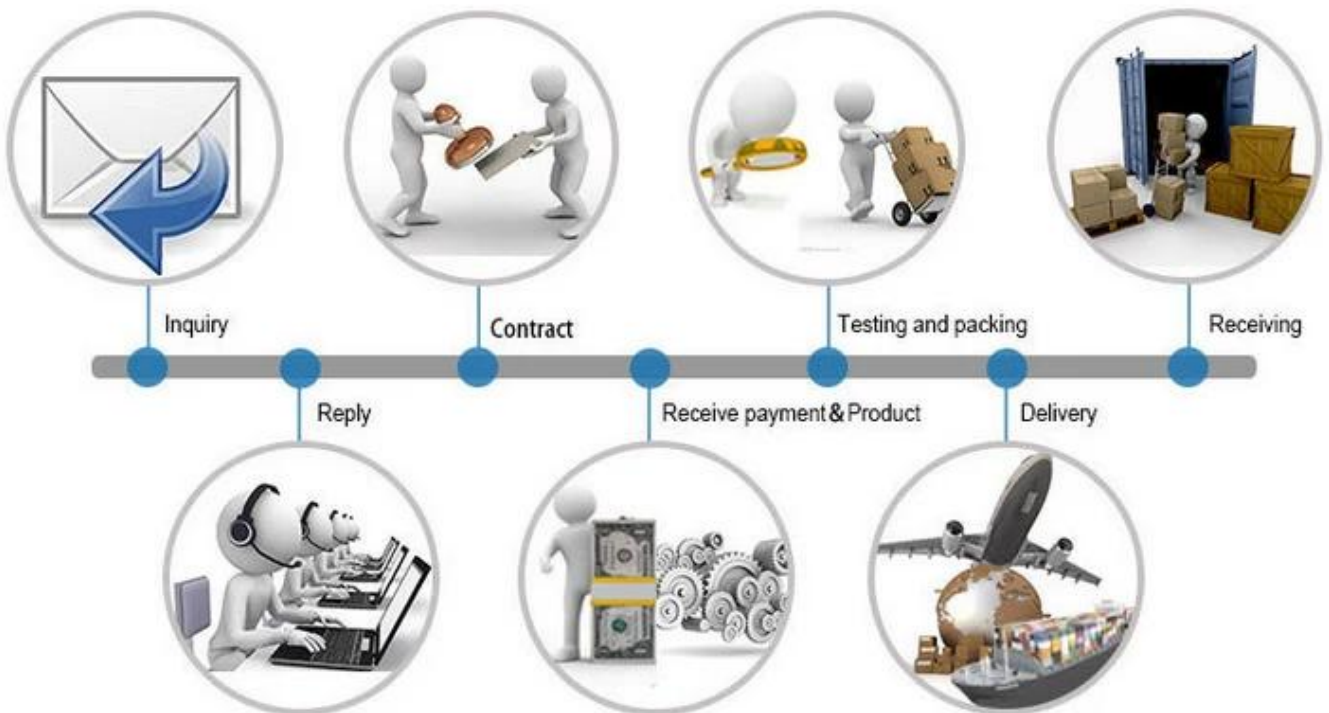 Inquiry
Reply
Contract
Receive payment&Product
Testing and packing
Delivery
Receiving